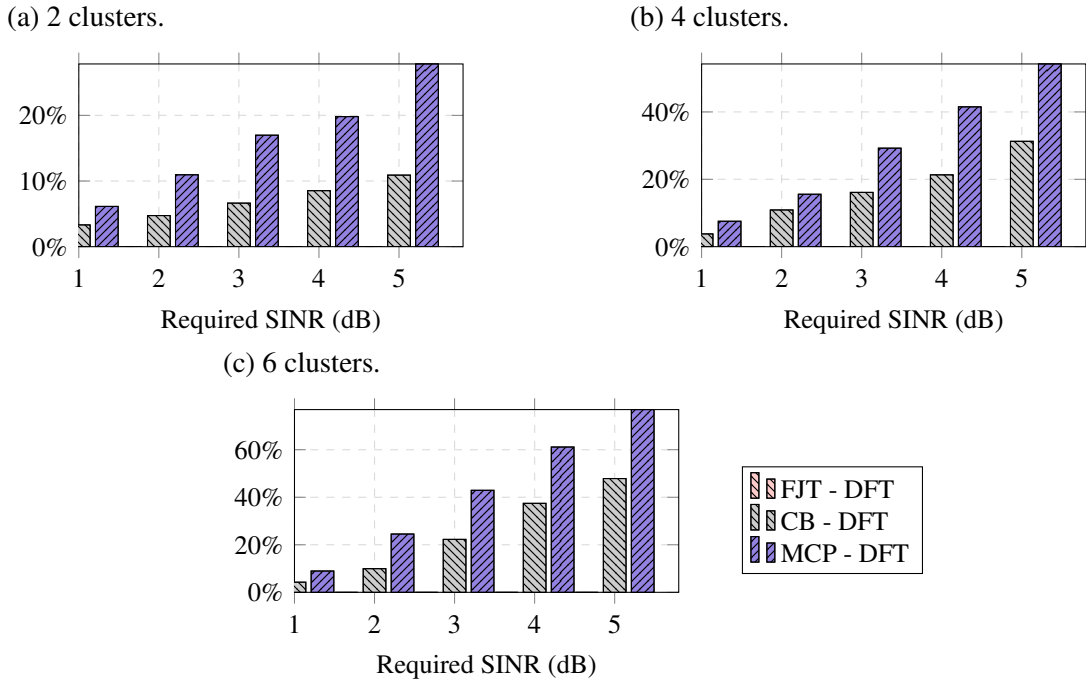 (a) 2 clusters.
20%
10%
0%
1 2 3 4 5
Required SINR (dB)
(b) 4 clusters.
40%
20%
0%
1 2 3 4 5
Required SINR (dB)
(c) 6 clusters.
60%
40%
20%
0%
1 2 3 4 5
Required SINR (dB)
FJT - DFT
CB - DFT
MCP - DFT